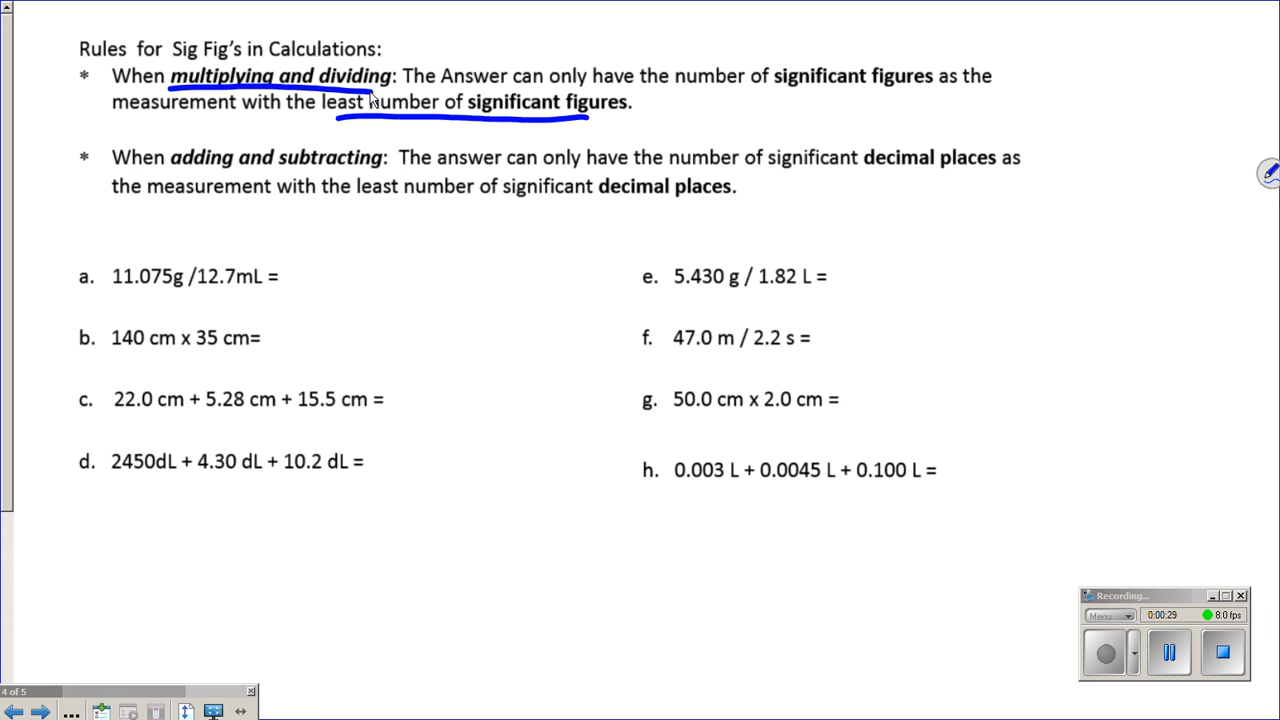 Rules for Sig Fig's in Calculations:
* When multiplying and dividing: The Answer can only have the number of significant figures as the
measurement with the least number of significant figures.
* When adding and subtracting: The answer can only have the number of significant decimal places as
the measurement with the least number of significant decimal places.
a. 11.075g /12.7mL =
b. 140 cm x 35 cm=
c. 22.0 cm + 5.28 cm + 15.5 cm =
d. 2450dL + 4.30 dL + 10.2 dL =
e. 5.430 g / 1.82 L =
f. 47.0 m / 2.2 s =
g. 50.0 cm x 2.0 cm =
h. 0.003 L + 0.0045 L + 0.100 L =
Recording...
Menu 0:00:29 8.0 fps
4 of 5